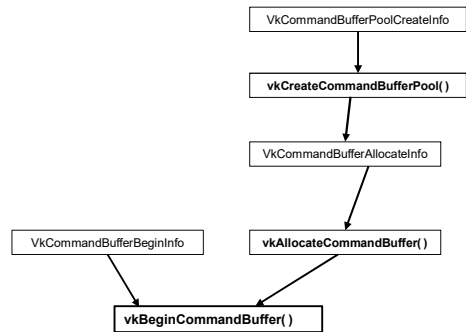 VkCommandBufferPoolCreateInfo
vkCreateCommandBufferPool( )
VkCommandBufferAllocateInfo
VkCommandBufferBeginInfo
vkAllocateCommandBuffer( )
vkBeginCommandBuffer( )